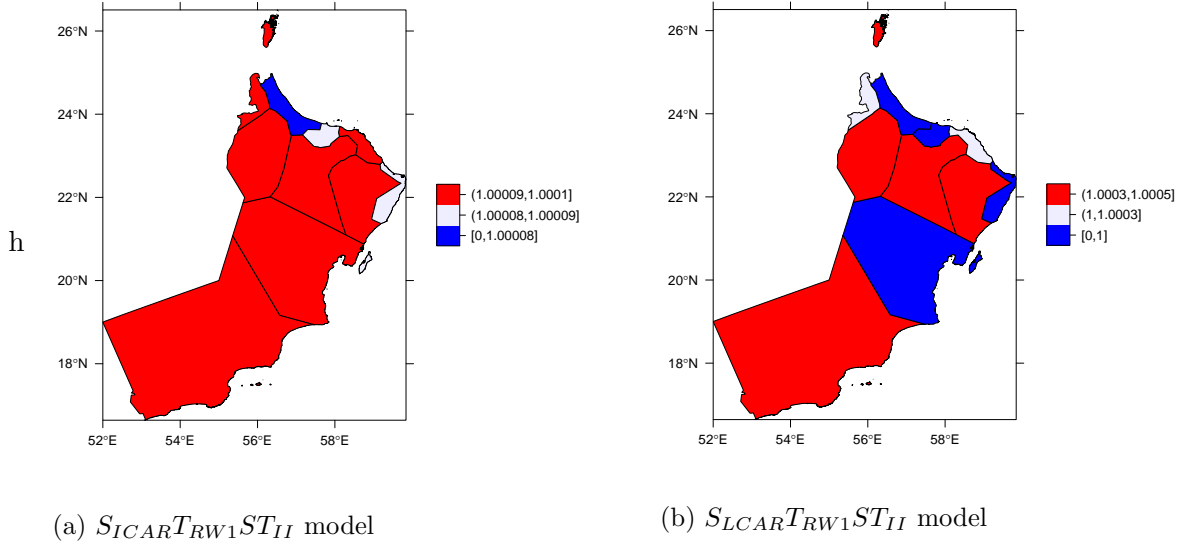 26°N
24°N
22°N
20°N
18°N
52°E 54°E 56°E 58°E
(1.00009,1.0001]
(1.00008,1.00009]
[0,1.00008]
h
26°N
24°N
22°N
20°N
18°N
52°E 54°E 56°E 58°E
(1.0003,1.0005]
(1,1.0003]
[0,1]
(a) S_{ICAR}T_{RW1}ST_{II} model
(b) S_{LCAR}T_{RW1}ST_{II} model